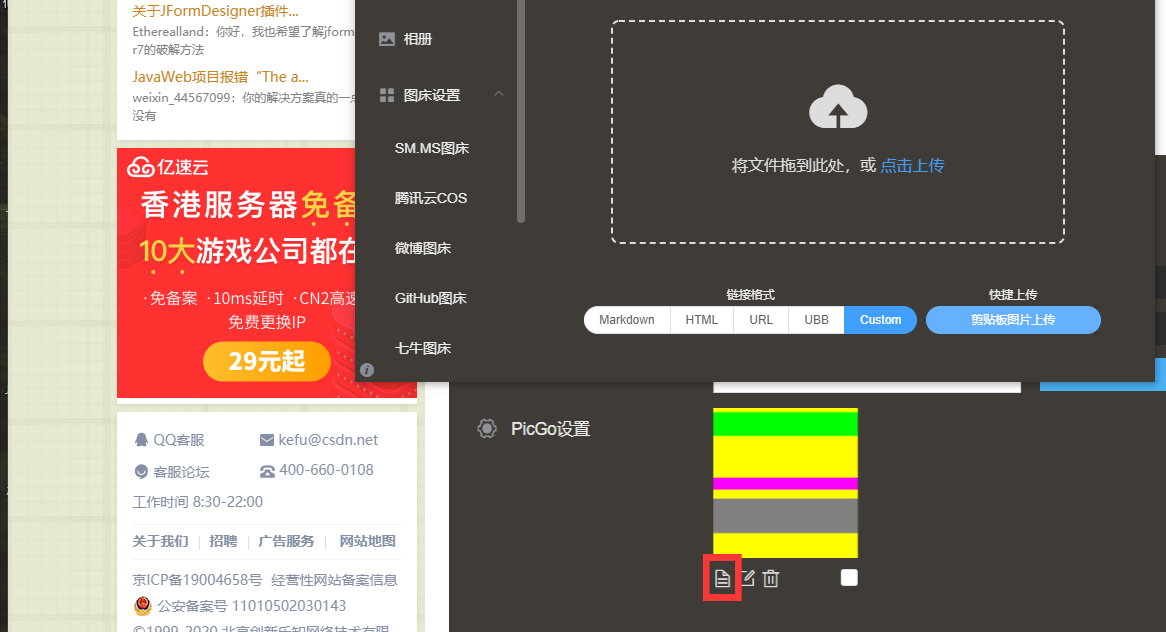 关于JFormDesigner插件...
Etherealland：你好，我也希望了解jform
r7的破解方法
JavaWeb项目报错“The a...
weixin_44567099：你的解决方案真的一点
没有
亿速云
香港服务器免备
10大游戏公司都在
·免备案 ·10ms延时 ·CN2高速
免费更换IP
29元起
QQ客服 kefu@csdn.net
客服论坛 400-660-0108
工作时间 8:30-22:00
关于我们 招聘 广告服务 网站地图
京ICP备19004658号 经营性网站备案信息
公安备案号 11010502030143
©1999-2020 北京创新乐知网络技术有限
相册
图床设置
SM.MS图床
腾讯云COS
微博图床
GitHub图床
七牛图床
将文件拖到此处，或 点击上传
链接格式 快捷上传
Markdown HTML URL UBB Custom 剪贴板图片上传
PicGo设置